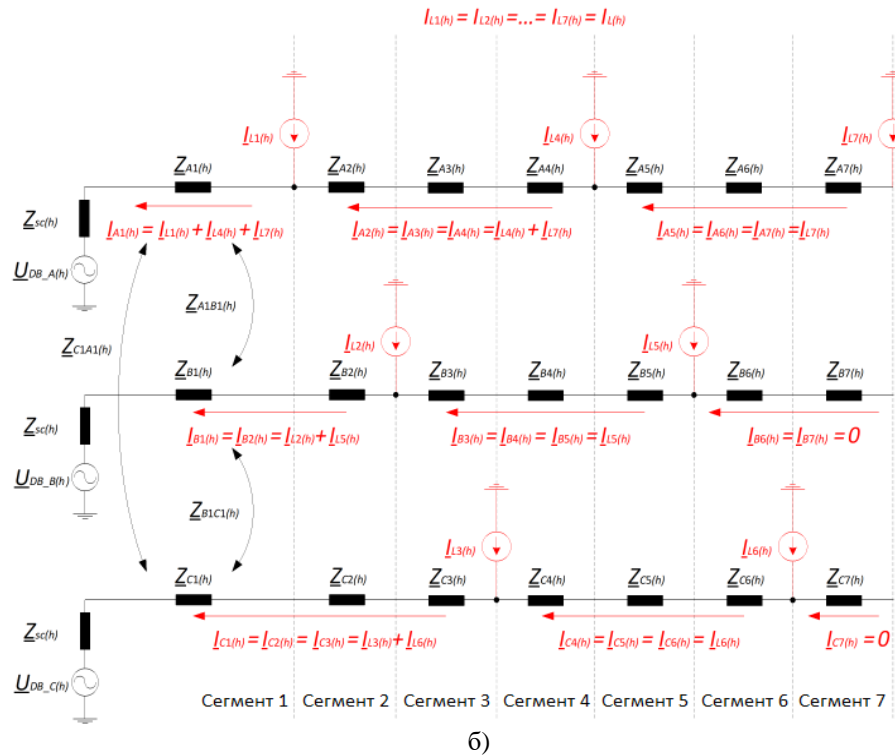 I_L1(h) = I_L2(h) =...= I_L7(h) = I_L(h)
I_L1(h) I_L4(h) I_L7(h)
Z_A1(h) Z_A2(h) Z_A3(h) Z_A4(h) Z_A5(h) Z_A6(h) Z_A7(h)
Z_sc(h)
I_A1(h) = I_L1(h) + I_L4(h) + I_L7(h) I_A2(h) = I_A3(h) = I_A4(h) = I_L4(h) + I_L7(h) I_A5(h) = I_A6(h) = I_A7(h) = I_L7(h)
U_DB_A(h)
Z_A1B1(h)
Z_C1A1(h)
I_L2(h) I_L5(h)
Z_B1(h) Z_B2(h) Z_B3(h) Z_B4(h) Z_B5(h) Z_B6(h) Z_B7(h)
Z_sc(h)
I_B1(h) = I_B2(h) = I_L2(h) + I_L5(h) I_B3(h) = I_B4(h) = I_B5(h) = I_L5(h) I_B6(h) = I_B7(h) = 0
U_DB_B(h)
Z_B1C1(h)
I_L3(h) I_L6(h)
Z_C1(h) Z_C2(h) Z_C3(h) Z_C4(h) Z_C5(h) Z_C6(h) Z_C7(h)
Z_sc(h)
I_C1(h) = I_C2(h) = I_C3(h) = I_L3(h) + I_L6(h) I_C4(h) = I_C5(h) = I_C6(h) = I_L6(h) I_C7(h) = 0
U_DB_C(h)
Сегмент 1 Сегмент 2 Сегмент 3 Сегмент 4 Сегмент 5 Сегмент 6 Сегмент 7
б)